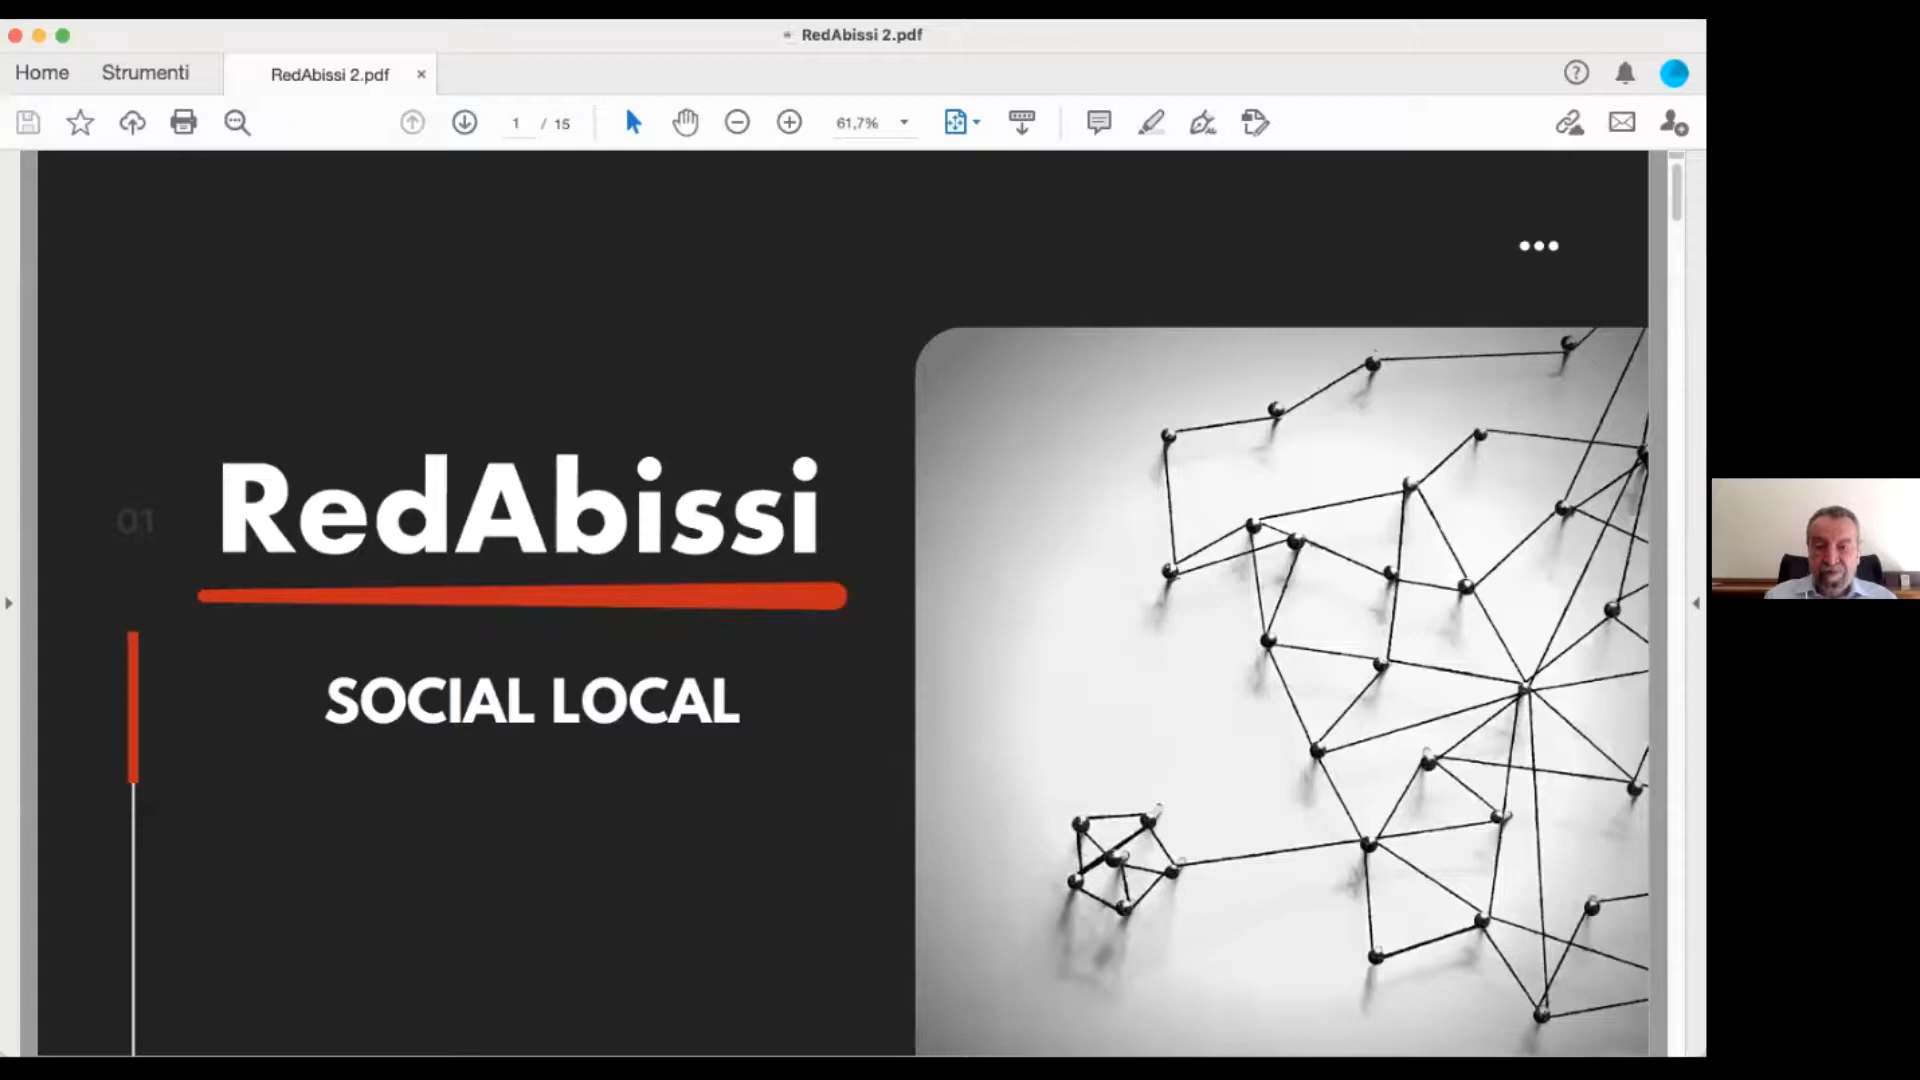 RedAbissi 2.pdf
Home Strumenti RedAbissi 2.pdf ×
1 / 15 61,7%
01
RedAbissi
SOCIAL LOCAL